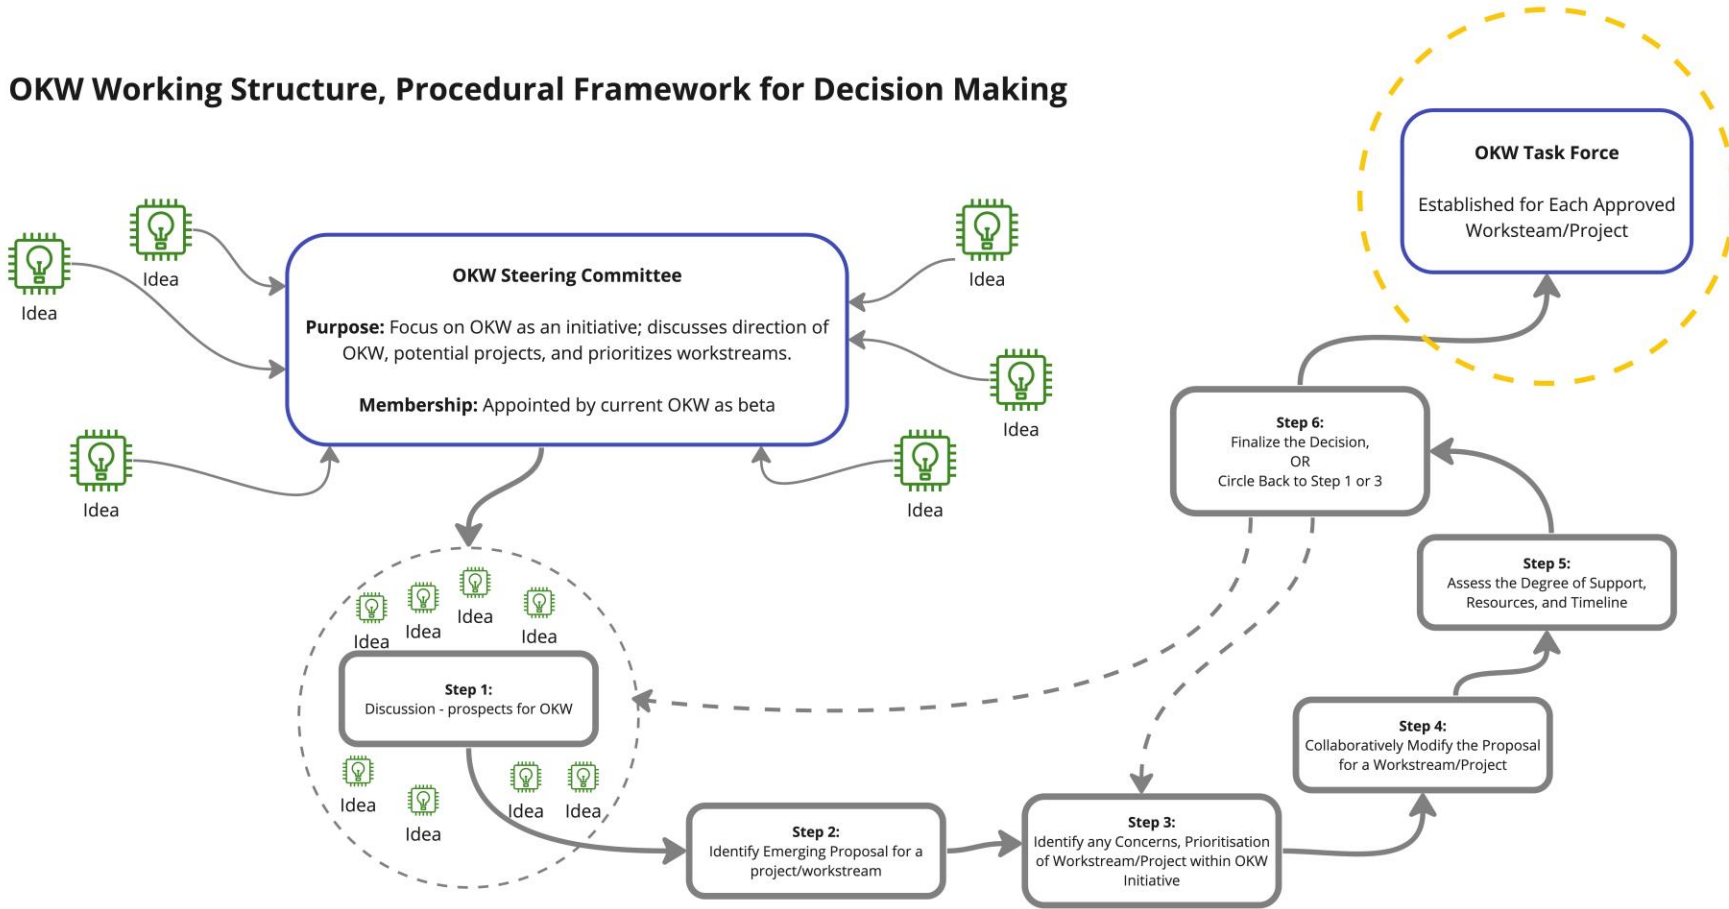 OKW Working Structure, Procedural Framework for Decision Making
Idea
Idea
Idea
OKW Steering Committee
Purpose: Focus on OKW as an initiative; discusses direction of
OKW, potential projects, and prioritizes workstreams.
Membership: Appointed by current OKW as beta
Idea
Idea
Idea
Idea
Idea
Idea
Idea
Step 1:
Discussion - prospects for OKW
Idea
Idea
Idea
Idea
Step 2:
Identify Emerging Proposal for a
project/workstream
Step 3:
Identify any Concerns, Prioritisation
of Workstream/Project within OKW
Initiative
Step 4:
Collaboratively Modify the Proposal
for a Workstream/Project
Step 5:
Assess the Degree of Support,
Resources, and Timeline
Step 6:
Finalize the Decision,
OR
Circle Back to Step 1 or 3
OKW Task Force
Established for Each Approved
Worksteam/Project